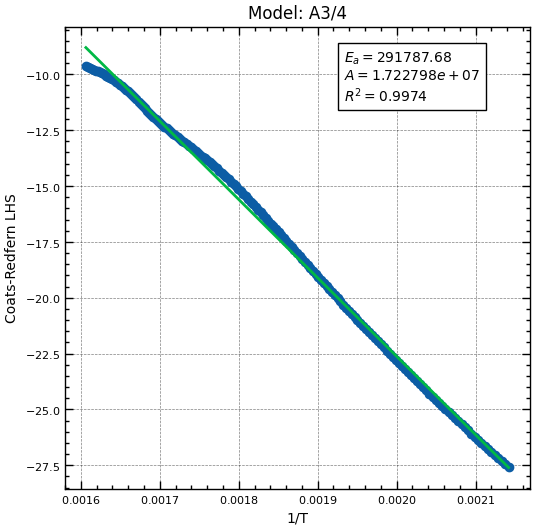 Model: A3/4
E_a = 291787.68
A = 1.722798e + 07
R² = 0.9974
Coats-Redfern LHS
−10.0
−12.5
−15.0
−17.5
−20.0
−22.5
−25.0
−27.5
0.0016 0.0017 0.0018 0.0019 0.0020 0.0021
1/T